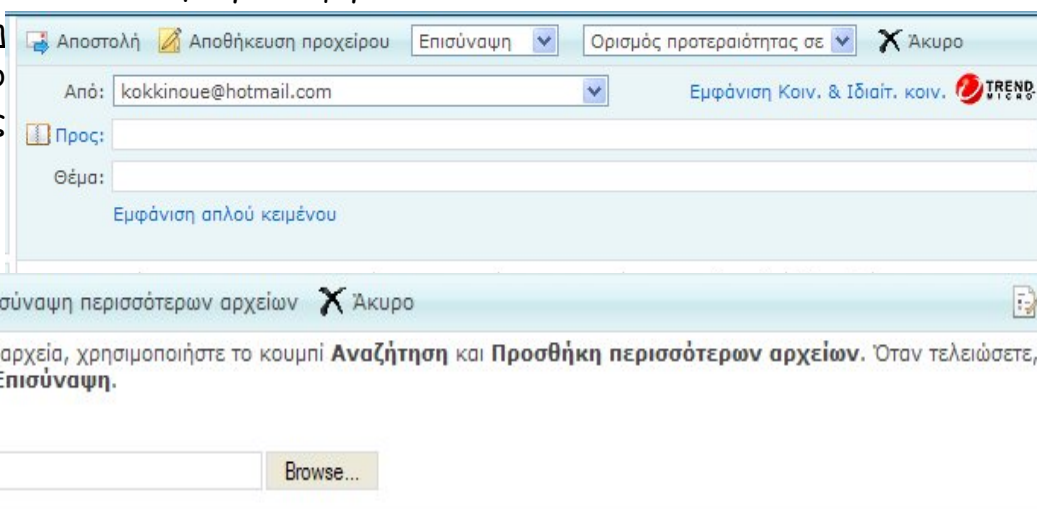 Αποστολή Αποθήκευση προχείρου Επισύναψη Ορισμός προτεραιότητας σε Άκυρο
Από: kokkinoue@hotmail.com Εμφάνιση Κοιν. & Ιδιαίτ. κοιν. TREND MICRO
Προς:
Θέμα:
Εμφάνιση απλού κειμένου
σύναψη περισσότερων αρχείων Άκυρο
αρχεία, χρησιμοποιήστε το κουμπί Αναζήτηση και Προσθήκη περισσότερων αρχείων. Όταν τελειώσετε,
Επισύναψη.
Browse...